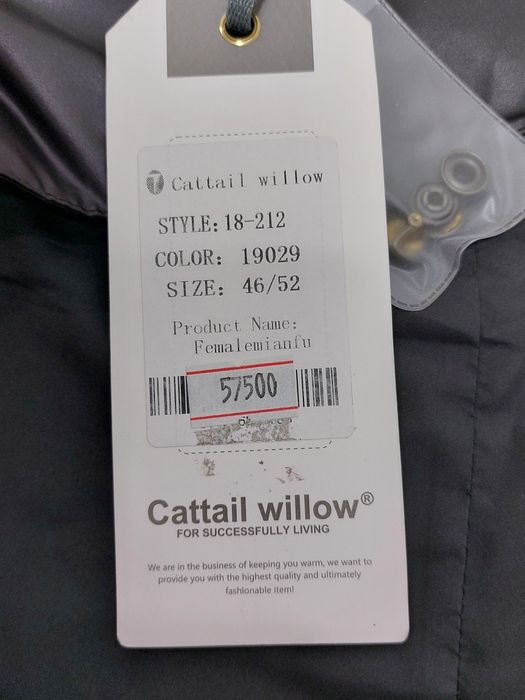 Cattail willow
STYLE: 18-212
COLOR: 19029
SIZE: 46/52
Product Name:
Femalemianfu
57500
Cattail willow®
FOR SUCCESSFULLY LIVING
We are in the business of keeping you warm, we want to
provide you with the highest quality and ultimately
fashionable item!